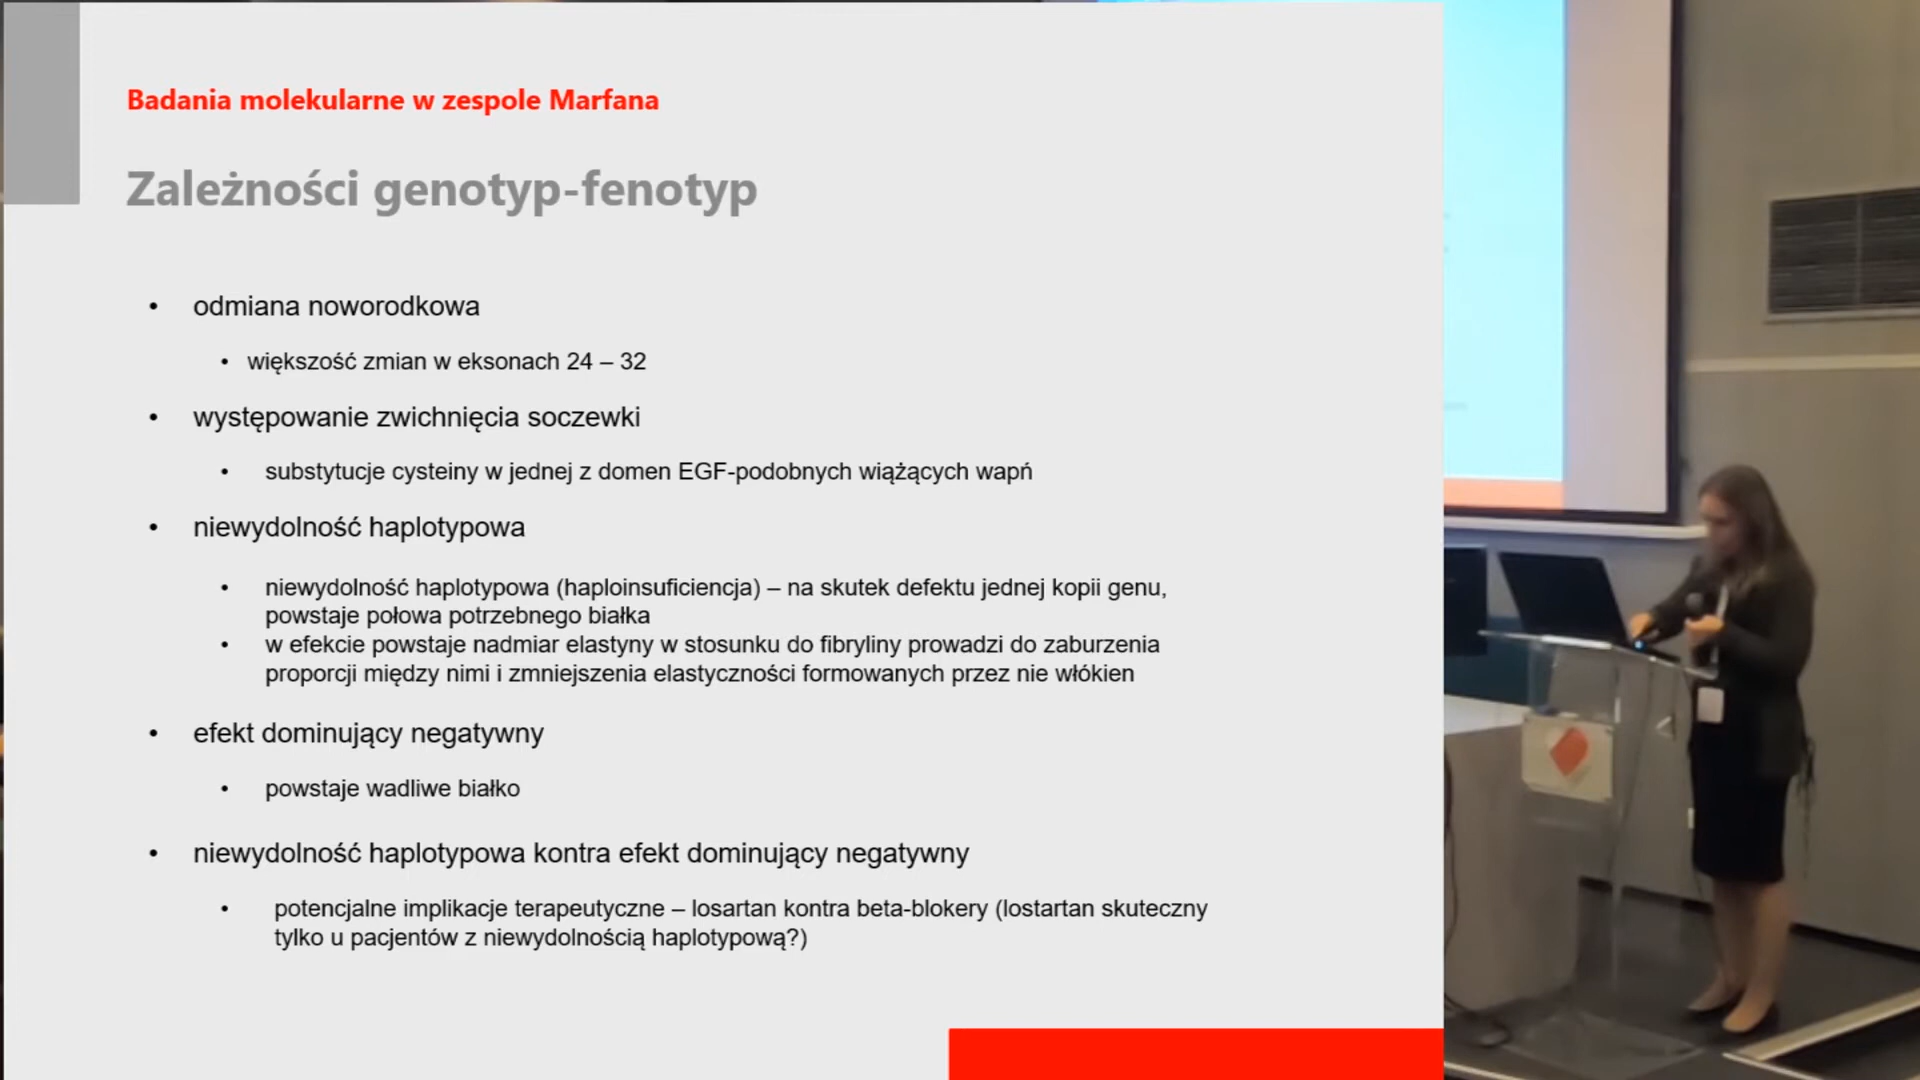 Badania molekularne w zespole Marfana
Zależności genotyp-fenotyp
• odmiana noworodkowa
• większość zmian w eksonach 24 – 32
• występowanie zwichnięcia soczewki
• substytucje cysteiny w jednej z domen EGF-podobnych wiążących wapń
• niewydolność haplotypowa
• niewydolność haplotypowa (haploinsuficiencja) – na skutek defektu jednej kopii genu,
powstaje połowa potrzebnego białka
• w efekcie powstaje nadmiar elastyny w stosunku do fibryliny prowadzi do zaburzenia
proporcji między nimi i zmniejszenia elastyczności formowanych przez nie włókien
• efekt dominujący negatywny
• powstaje wadliwe białko
• niewydolność haplotypowa kontra efekt dominujący negatywny
• potencjalne implikacje terapeutyczne – losartan kontra beta-blokery (lostartan skuteczny
tylko u pacjentów z niewydolnością haplotypową?)